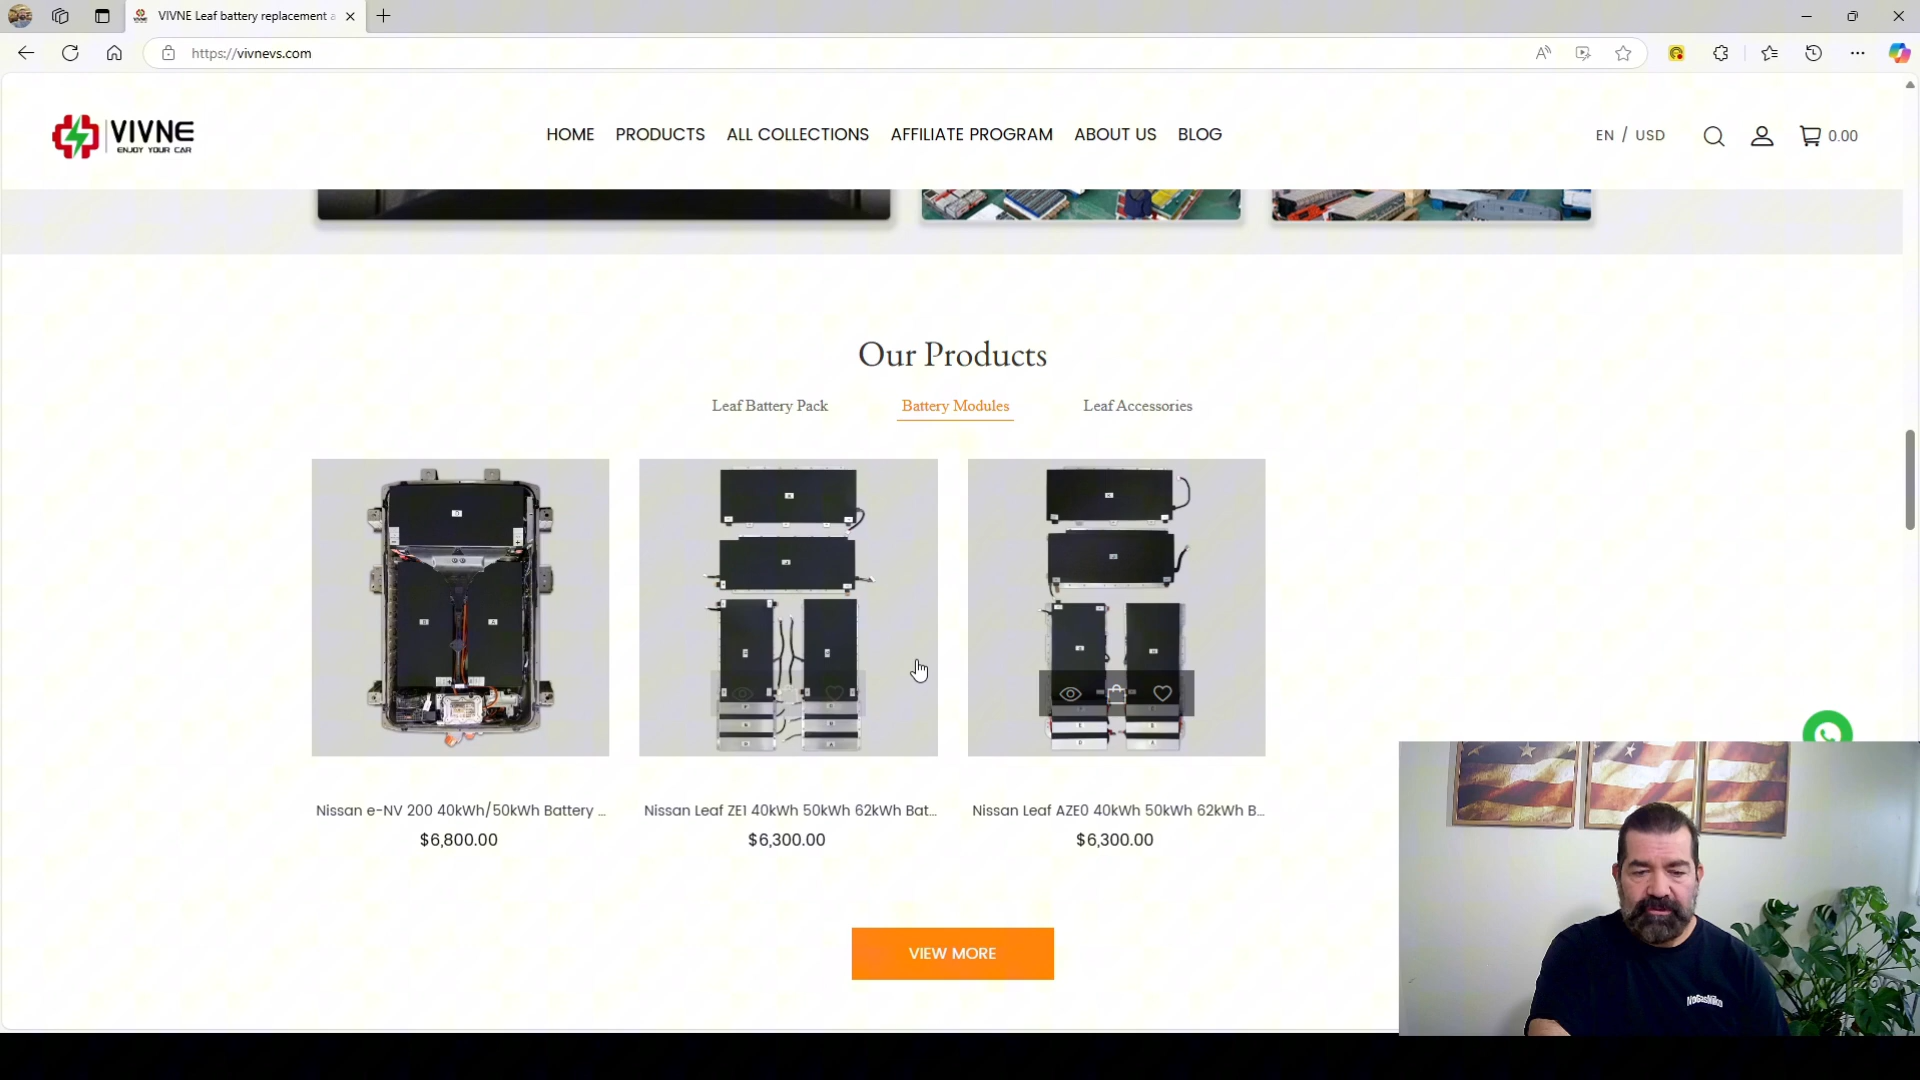 VIVNE Leaf battery replacement a
https://vivnevs.com
VIVNE
ENJOY YOUR CAR
HOME PRODUCTS ALL COLLECTIONS AFFILIATE PROGRAM ABOUT US BLOG
EN / USD
0.00
Our Products
Leaf Battery Pack
Battery Modules
Leaf Accessories
Nissan e-NV 200 40kWh/50kWh Battery ...
$6,800.00
Nissan Leaf ZE1 40kWh 50kWh 62kWh Bat...
$6,300.00
Nissan Leaf AZE0 40kWh 50kWh 62kWh B...
$6,300.00
VIEW MORE
NoGasMike